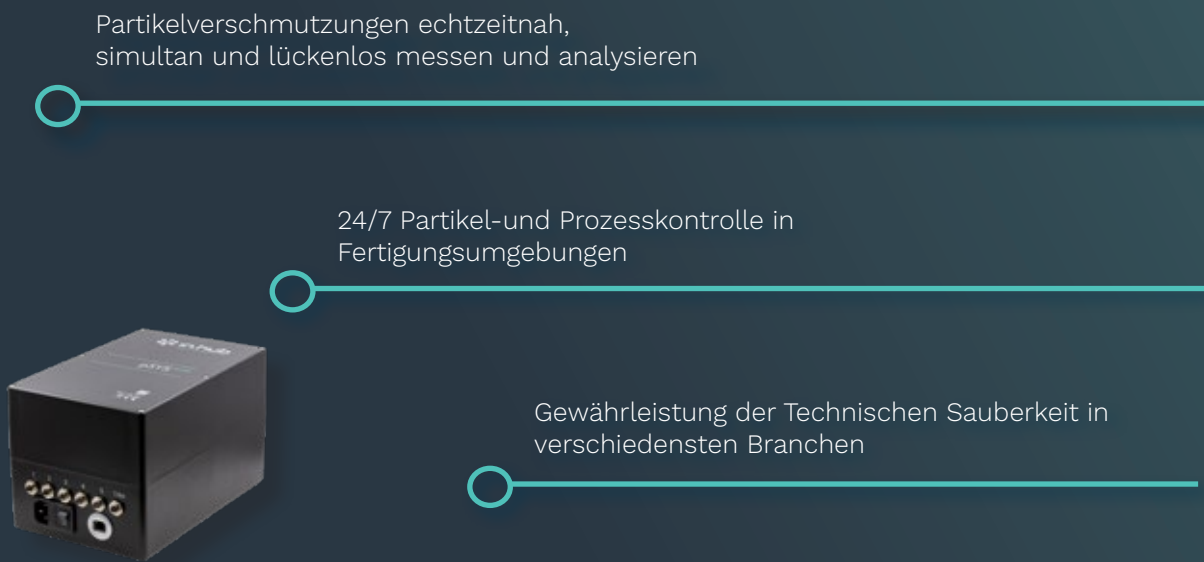 Partikelverschmutzungen echtzeitnah,
simultan und lückenlos messen und analysieren
24/7 Partikel-und Prozesskontrolle in
Fertigungsumgebungen
Gewährleistung der Technischen Sauberkeit in
verschiedensten Branchen